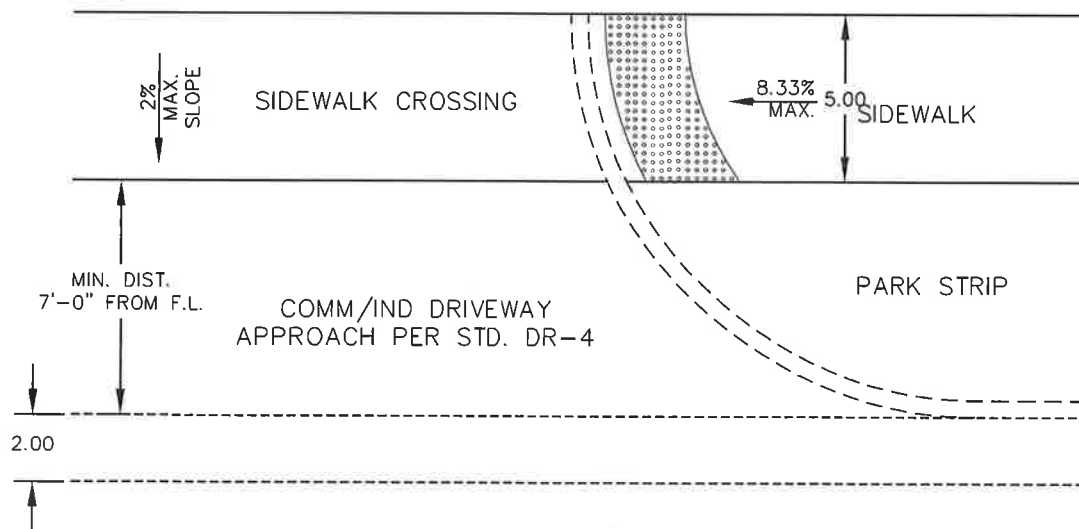 2%
MAX.
SLOPE
SIDEWALK CROSSING
8.33%
MAX.
5.00
SIDEWALK
MIN. DIST.
7'-0" FROM F.L.
COMM/IND DRIVEWAY
APPROACH PER STD. DR-4
PARK STRIP
2.00